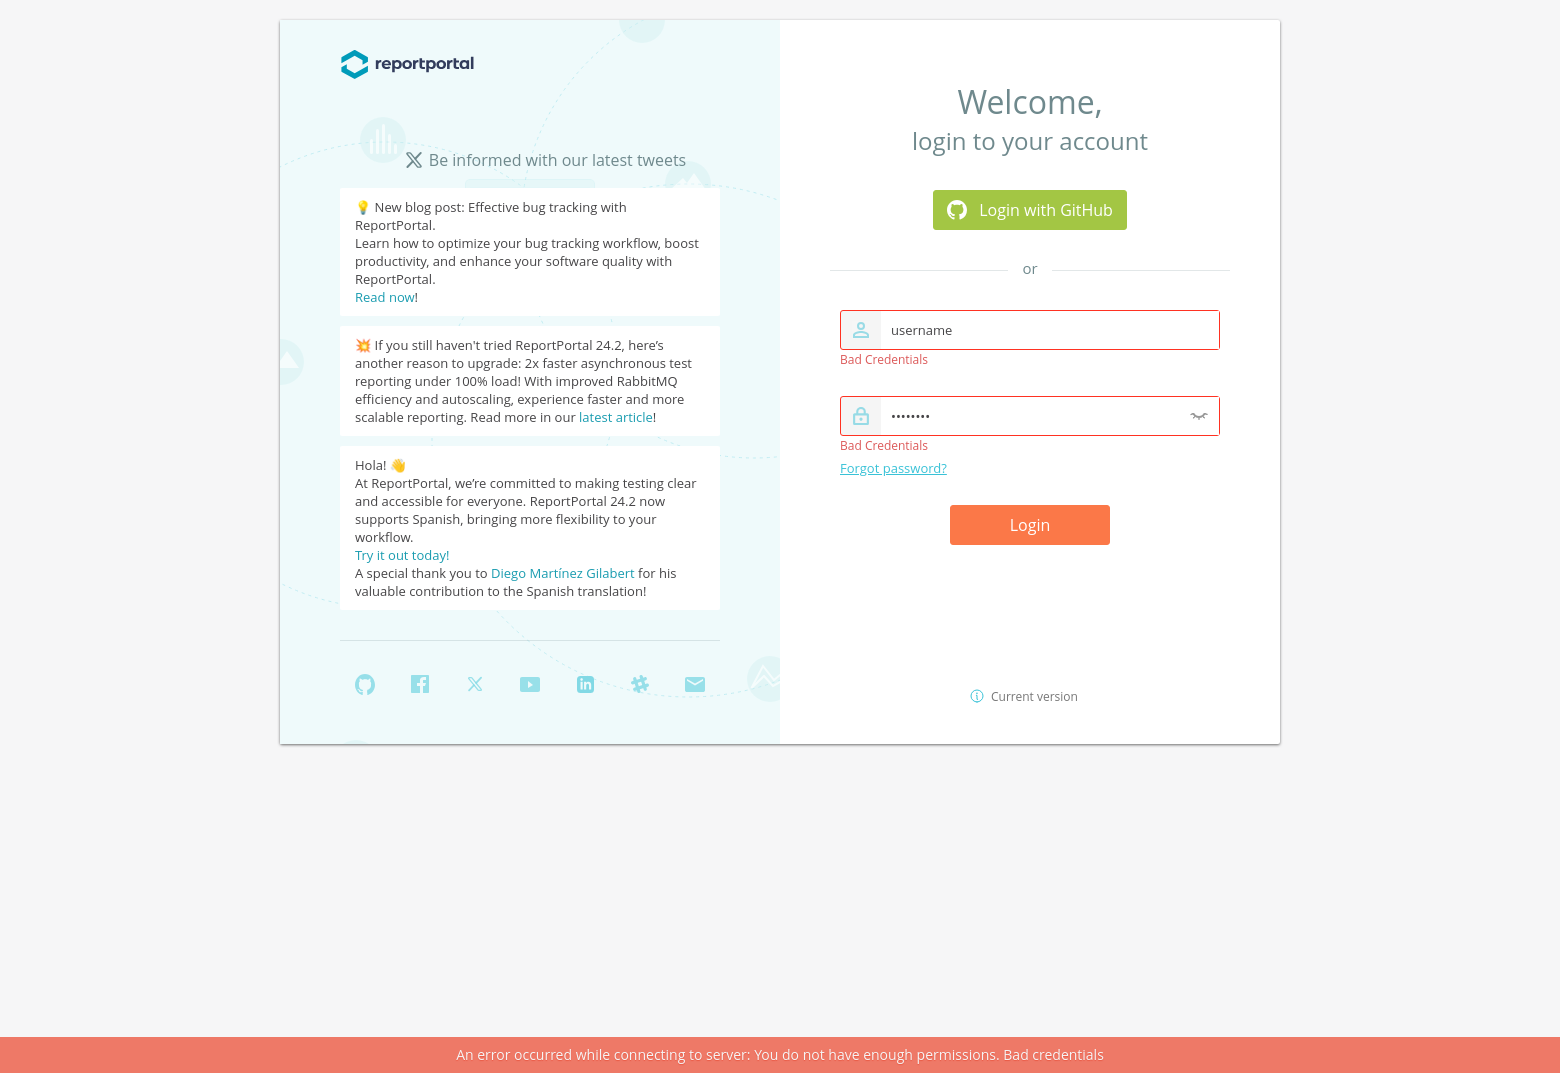 reportportal
Be informed with our latest tweets
💡 New blog post: Effective bug tracking with
ReportPortal.
Learn how to optimize your bug tracking workflow, boost
productivity, and enhance your software quality with
ReportPortal.
Read now!
💥 If you still haven't tried ReportPortal 24.2, here’s
another reason to upgrade: 2x faster asynchronous test
reporting under 100% load! With improved RabbitMQ
efficiency and autoscaling, experience faster and more
scalable reporting. Read more in our latest article!
Hola! 👋
At ReportPortal, we’re committed to making testing clear
and accessible for everyone. ReportPortal 24.2 now
supports Spanish, bringing more flexibility to your
workflow.
Try it out today!
A special thank you to Diego Martínez Gilabert for his
valuable contribution to the Spanish translation!
Welcome,
login to your account
Login with GitHub
or
username
Bad Credentials
••••••••
Bad Credentials
Forgot password?
Login
Current version
An error occurred while connecting to server: You do not have enough permissions. Bad credentials